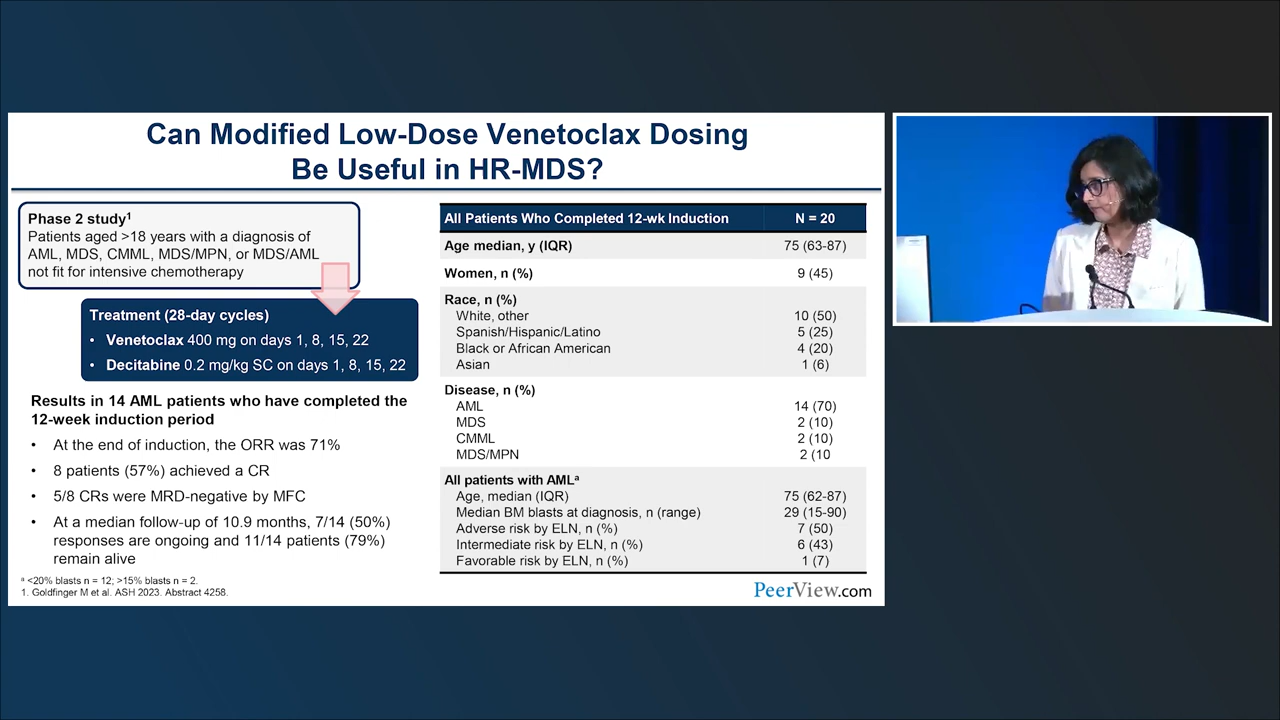 Can Modified Low-Dose Venetoclax Dosing
Be Useful in HR-MDS?
Phase 2 study¹
Patients aged >18 years with a diagnosis of
AML, MDS, CMML, MDS/MPN, or MDS/AML
not fit for intensive chemotherapy
Treatment (28-day cycles)
• Venetoclax 400 mg on days 1, 8, 15, 22
• Decitabine 0.2 mg/kg SC on days 1, 8, 15, 22
Results in 14 AML patients who have completed the
12-week induction period
• At the end of induction, the ORR was 71%
• 8 patients (57%) achieved a CR
• 5/8 CRs were MRD-negative by MFC
• At a median follow-up of 10.9 months, 7/14 (50%)
responses are ongoing and 11/14 patients (79%)
remain alive
All Patients Who Completed 12-wk Induction N = 20
Age median, y (IQR) 75 (63-87)
Women, n (%) 9 (45)
Race, n (%)
White, other 10 (50)
Spanish/Hispanic/Latino 5 (25)
Black or African American 4 (20)
Asian 1 (6)
Disease, n (%)
AML 14 (70)
MDS 2 (10)
CMML 2 (10)
MDS/MPN 2 (10
All patients with AMLᵃ
Age, median (IQR) 75 (62-87)
Median BM blasts at diagnosis, n (range) 29 (15-90)
Adverse risk by ELN, n (%) 7 (50)
Intermediate risk by ELN, n (%) 6 (43)
Favorable risk by ELN, n (%) 1 (7)
ᵃ <20% blasts n = 12; >15% blasts n = 2.
1. Goldfinger M et al. ASH 2023. Abstract 4258.
PeerView.com